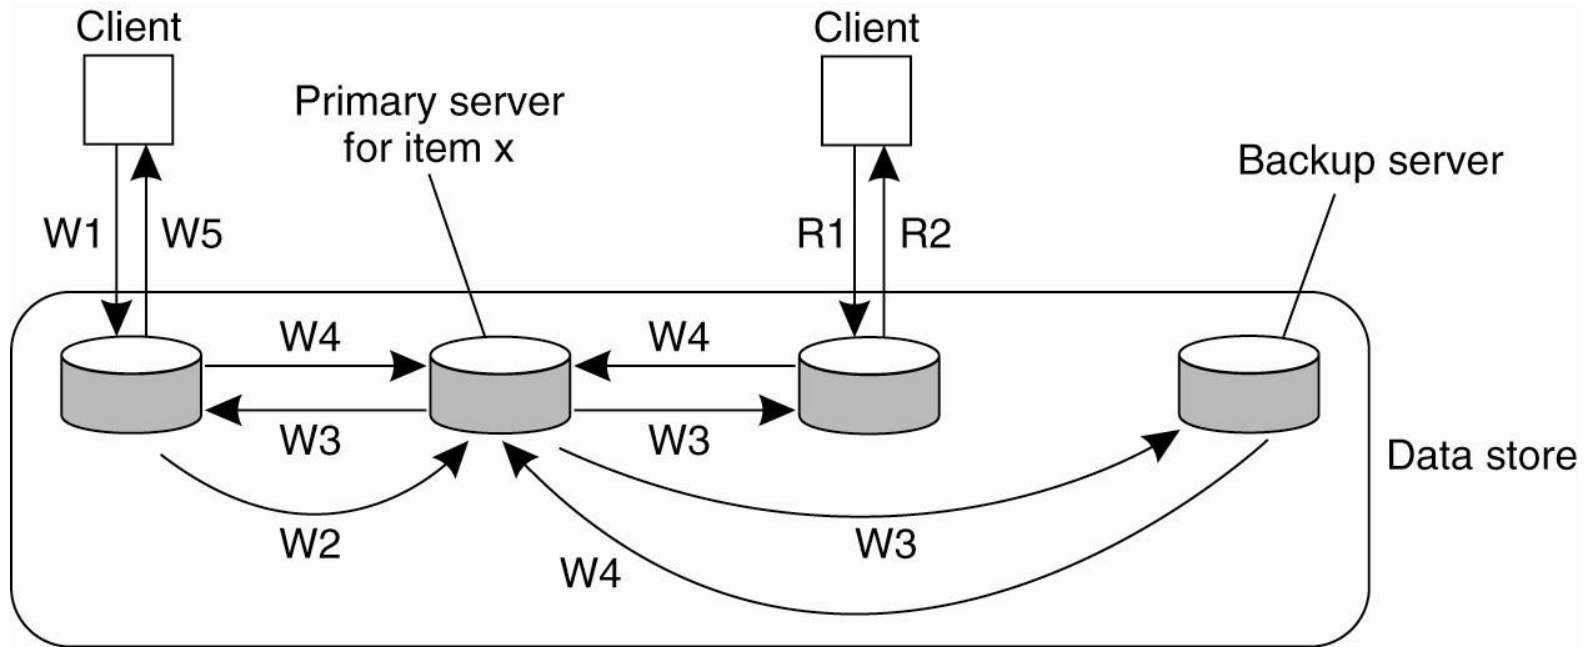 Client
Client
Primary server
for item x
Backup server
W1
W5
R1
R2
W4
W4
W3
W3
Data store
W2
W3
W4